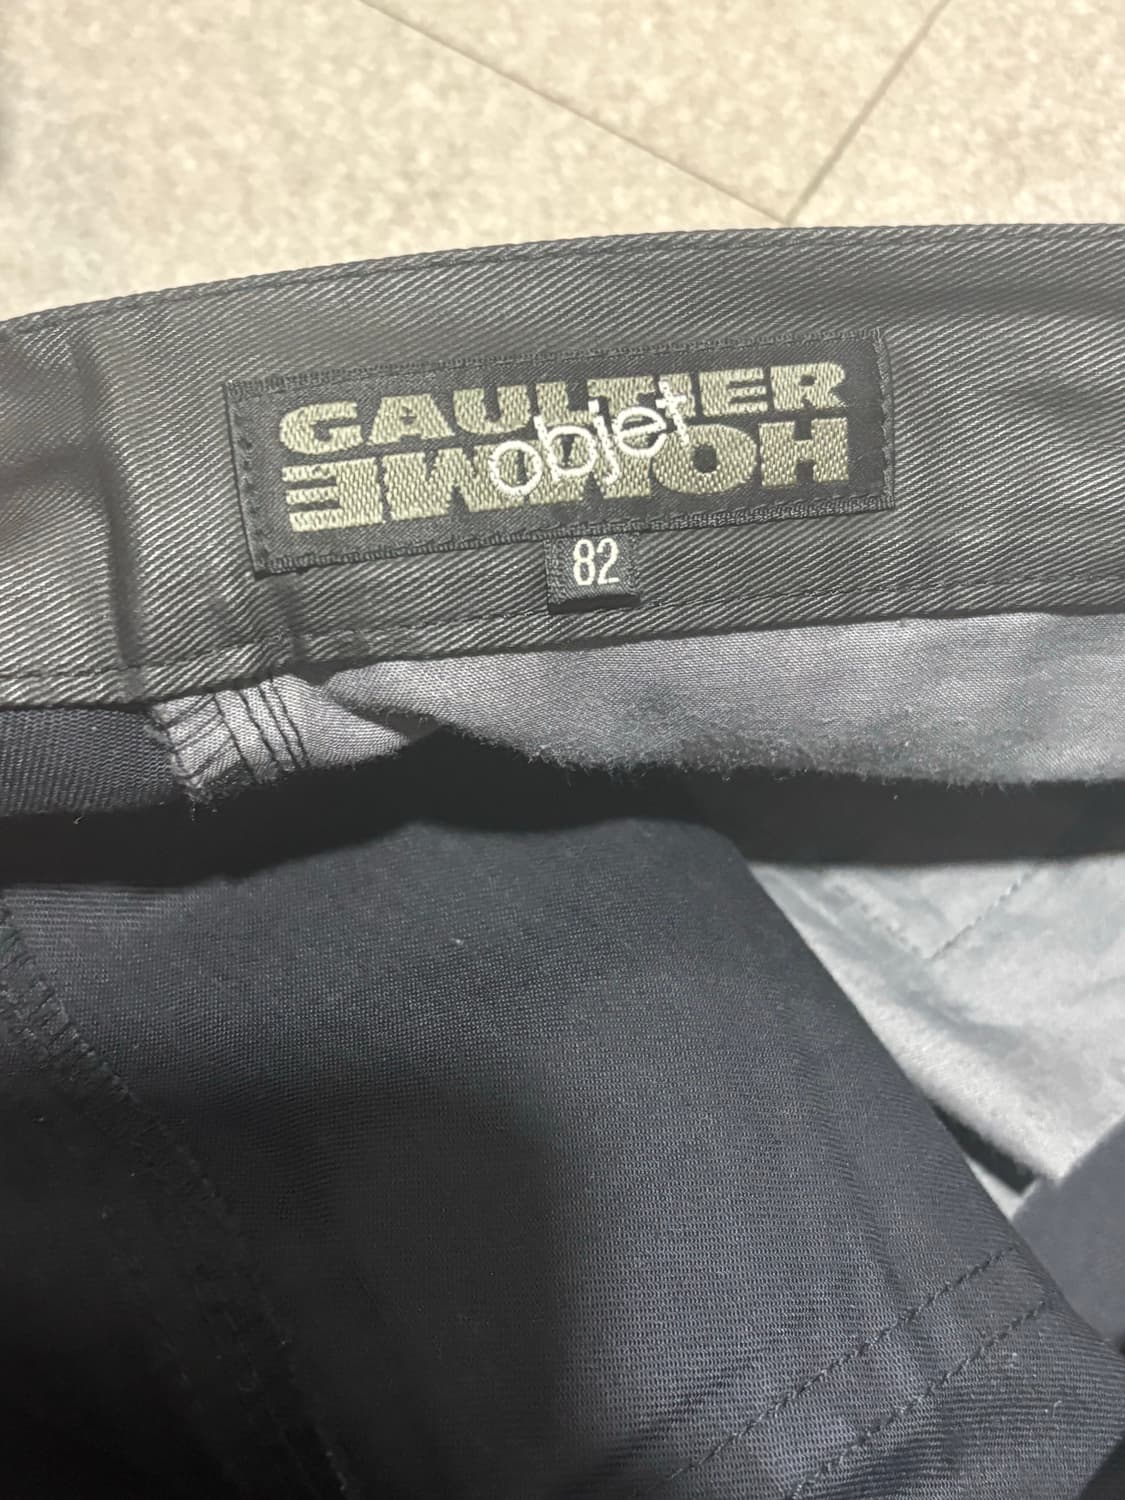 GAULTIER
objet
HOMME
82